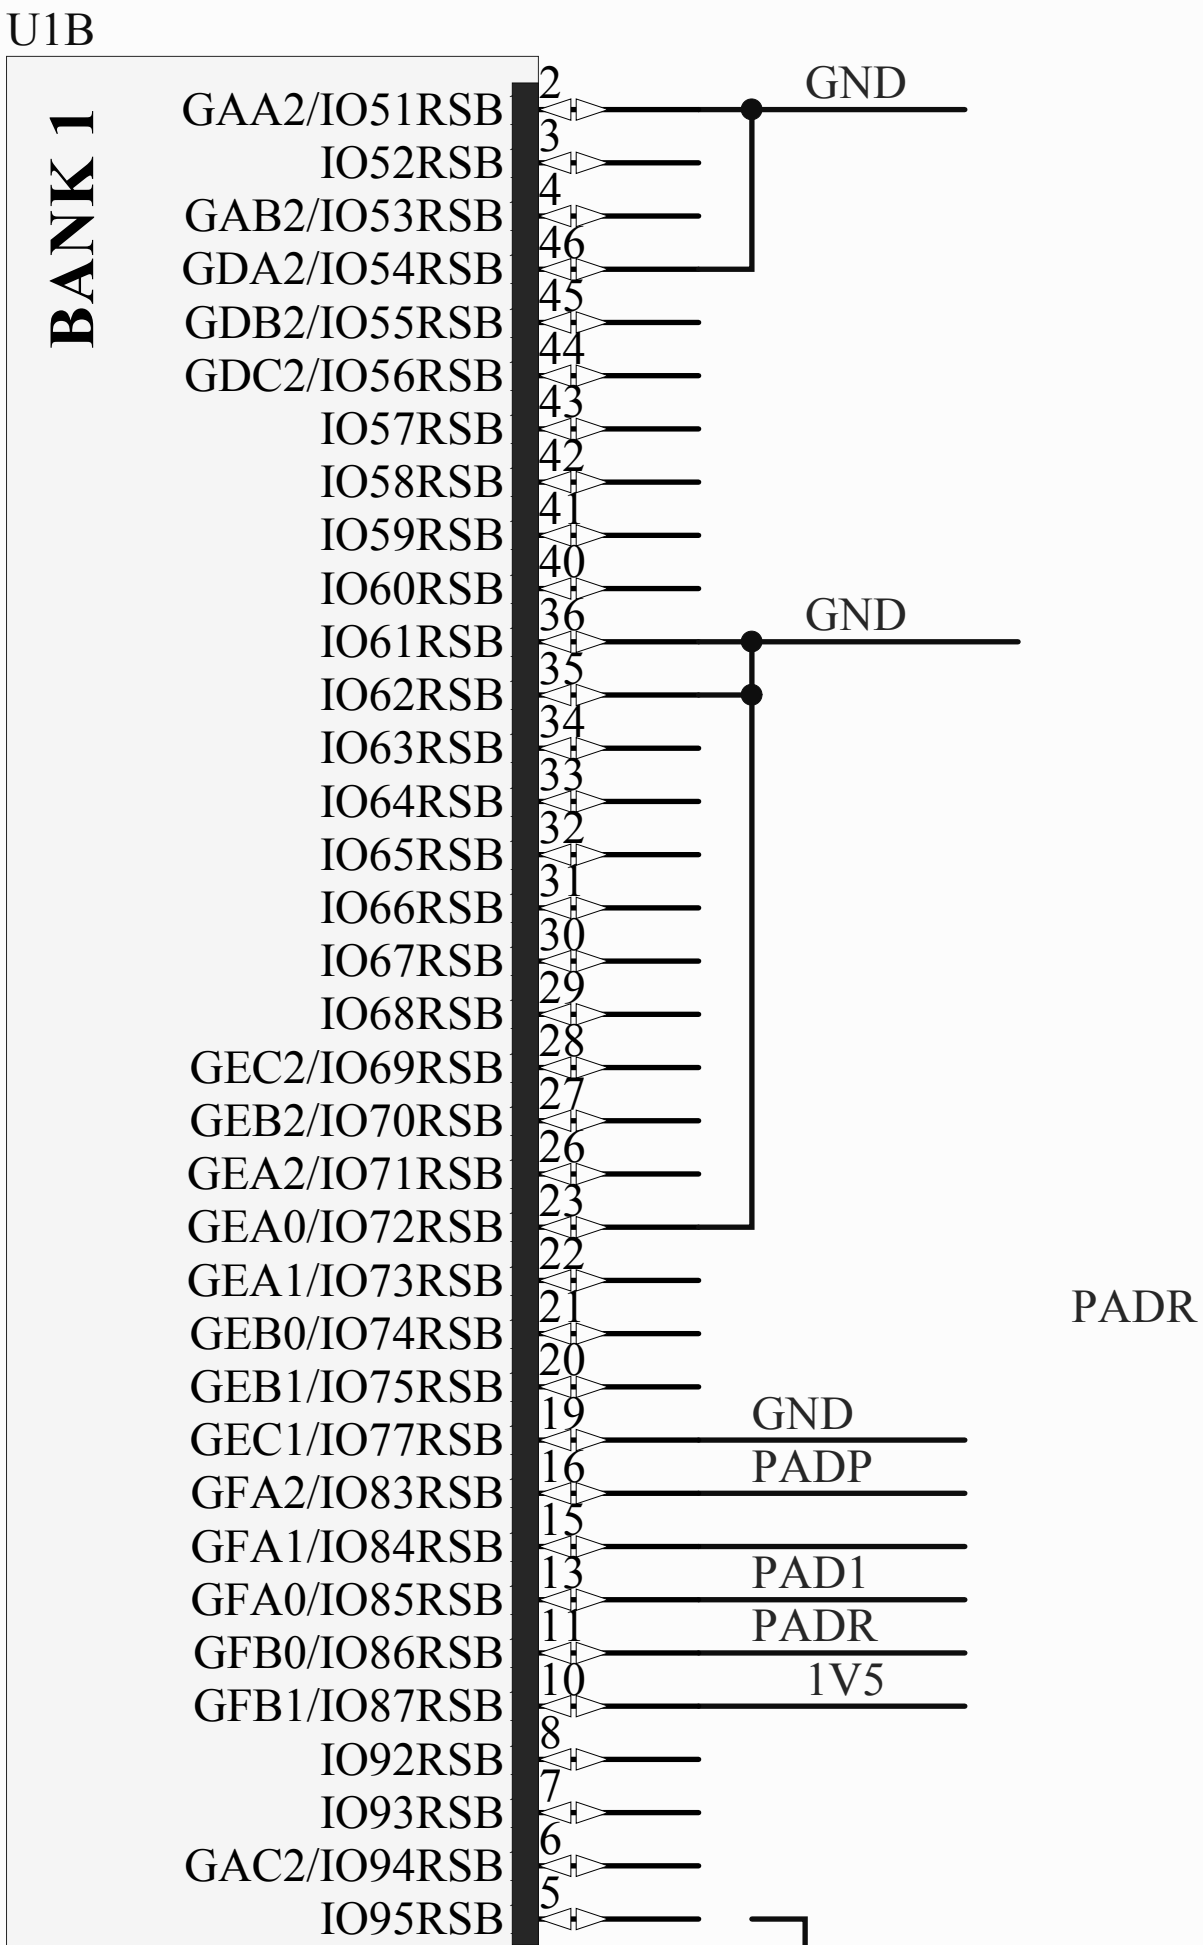 U1B
BANK 1
GAA2/IO51RSB 2 GND
IO52RSB 3
GAB2/IO53RSB 4
GDA2/IO54RSB 46
GDB2/IO55RSB 45
GDC2/IO56RSB 44
IO57RSB 43
IO58RSB 42
IO59RSB 41
IO60RSB 40
IO61RSB 36 GND
IO62RSB 35
IO63RSB 34
IO64RSB 33
IO65RSB 32
IO66RSB 31
IO67RSB 30
IO68RSB 29
GEC2/IO69RSB 28
GEB2/IO70RSB 27
GEA2/IO71RSB 26
GEA0/IO72RSB 23
GEA1/IO73RSB 22
PADR
GEB0/IO74RSB 21
GEB1/IO75RSB 20
GEC1/IO77RSB 19 GND
GFA2/IO83RSB 16 PADP
GFA1/IO84RSB 15
GFA0/IO85RSB 13 PAD1
GFB0/IO86RSB 11 PADR
GFB1/IO87RSB 10 1V5
IO92RSB 8
IO93RSB 7
GAC2/IO94RSB 6
IO95RSB 5